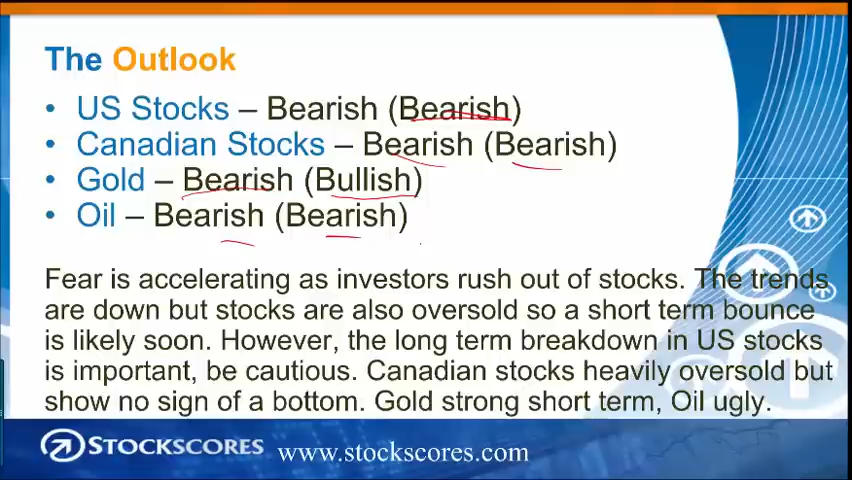 The Outlook
• US Stocks – Bearish (Bearish)
• Canadian Stocks – Bearish (Bearish)
• Gold – Bearish (Bullish)
• Oil – Bearish (Bearish)
Fear is accelerating as investors rush out of stocks. The trends
are down but stocks are also oversold so a short term bounce
is likely soon. However, the long term breakdown in US stocks
is important, be cautious. Canadian stocks heavily oversold but
show no sign of a bottom. Gold strong short term, Oil ugly.
STOCKSCORES www.stockscores.com